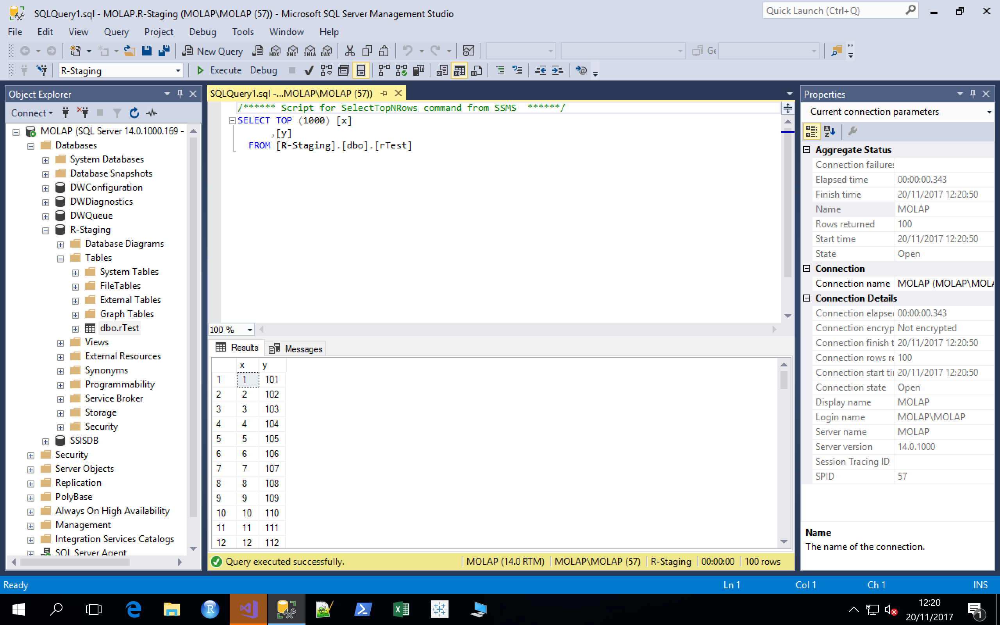 SQLQuery1.sql - MOLAP.R-Staging (MOLAP\MOLAP (57)) - Microsoft SQL Server Management Studio
Quick Launch (Ctrl+Q)
File Edit View Query Project Debug Tools Window Help
New Query MDX DMX XMLA DAX Ge
R-Staging Execute Debug
Object Explorer
Connect
MOLAP (SQL Server 14.0.1000.169 -
Databases
System Databases
Database Snapshots
DWConfiguration
DWDiagnostics
DWQueue
R-Staging
Database Diagrams
Tables
System Tables
FileTables
External Tables
Graph Tables
dbo.rTest
Views
External Resources
Synonyms
Programmability
Service Broker
Storage
Security
SSISDB
Security
Server Objects
Replication
PolyBase
Always On High Availability
Management
Integration Services Catalogs
SQL Server Agent
SQLQuery1.sql -...MOLAP\MOLAP (57))
/****** Script for SelectTopNRows command from SSMS  ******/
SELECT TOP (1000) [x]
,[y]
FROM [R-Staging].[dbo].[rTest]
100 %
Results Messages
x y
1 1 101
2 2 102
3 3 103
4 4 104
5 5 105
6 6 106
7 7 107
8 8 108
9 9 109
10 10 110
11 11 111
12 12 112
Query executed successfully. MOLAP (14.0 RTM) MOLAP\MOLAP (57) R-Staging 00:00:00 100 rows
Properties
Current connection parameters
Aggregate Status
Connection failures
Elapsed time 00:00:00.343
Finish time 20/11/2017 12:20:50
Name MOLAP
Rows returned 100
Start time 20/11/2017 12:20:50
State Open
Connection
Connection name MOLAP (MOLAP\MOLA
Connection Details
Connection elapse 00:00:00.343
Connection encryp Not encrypted
Connection finish t 20/11/2017 12:20:50
Connection rows re 100
Connection start ti 20/11/2017 12:20:50
Connection state Open
Display name MOLAP
Login name MOLAP\MOLAP
Server name MOLAP
Server version 14.0.1000
Session Tracing ID
SPID 57
Name
The name of the connection.
Ready Ln 1 Col 1 Ch 1 INS
12:20
20/11/2017
1